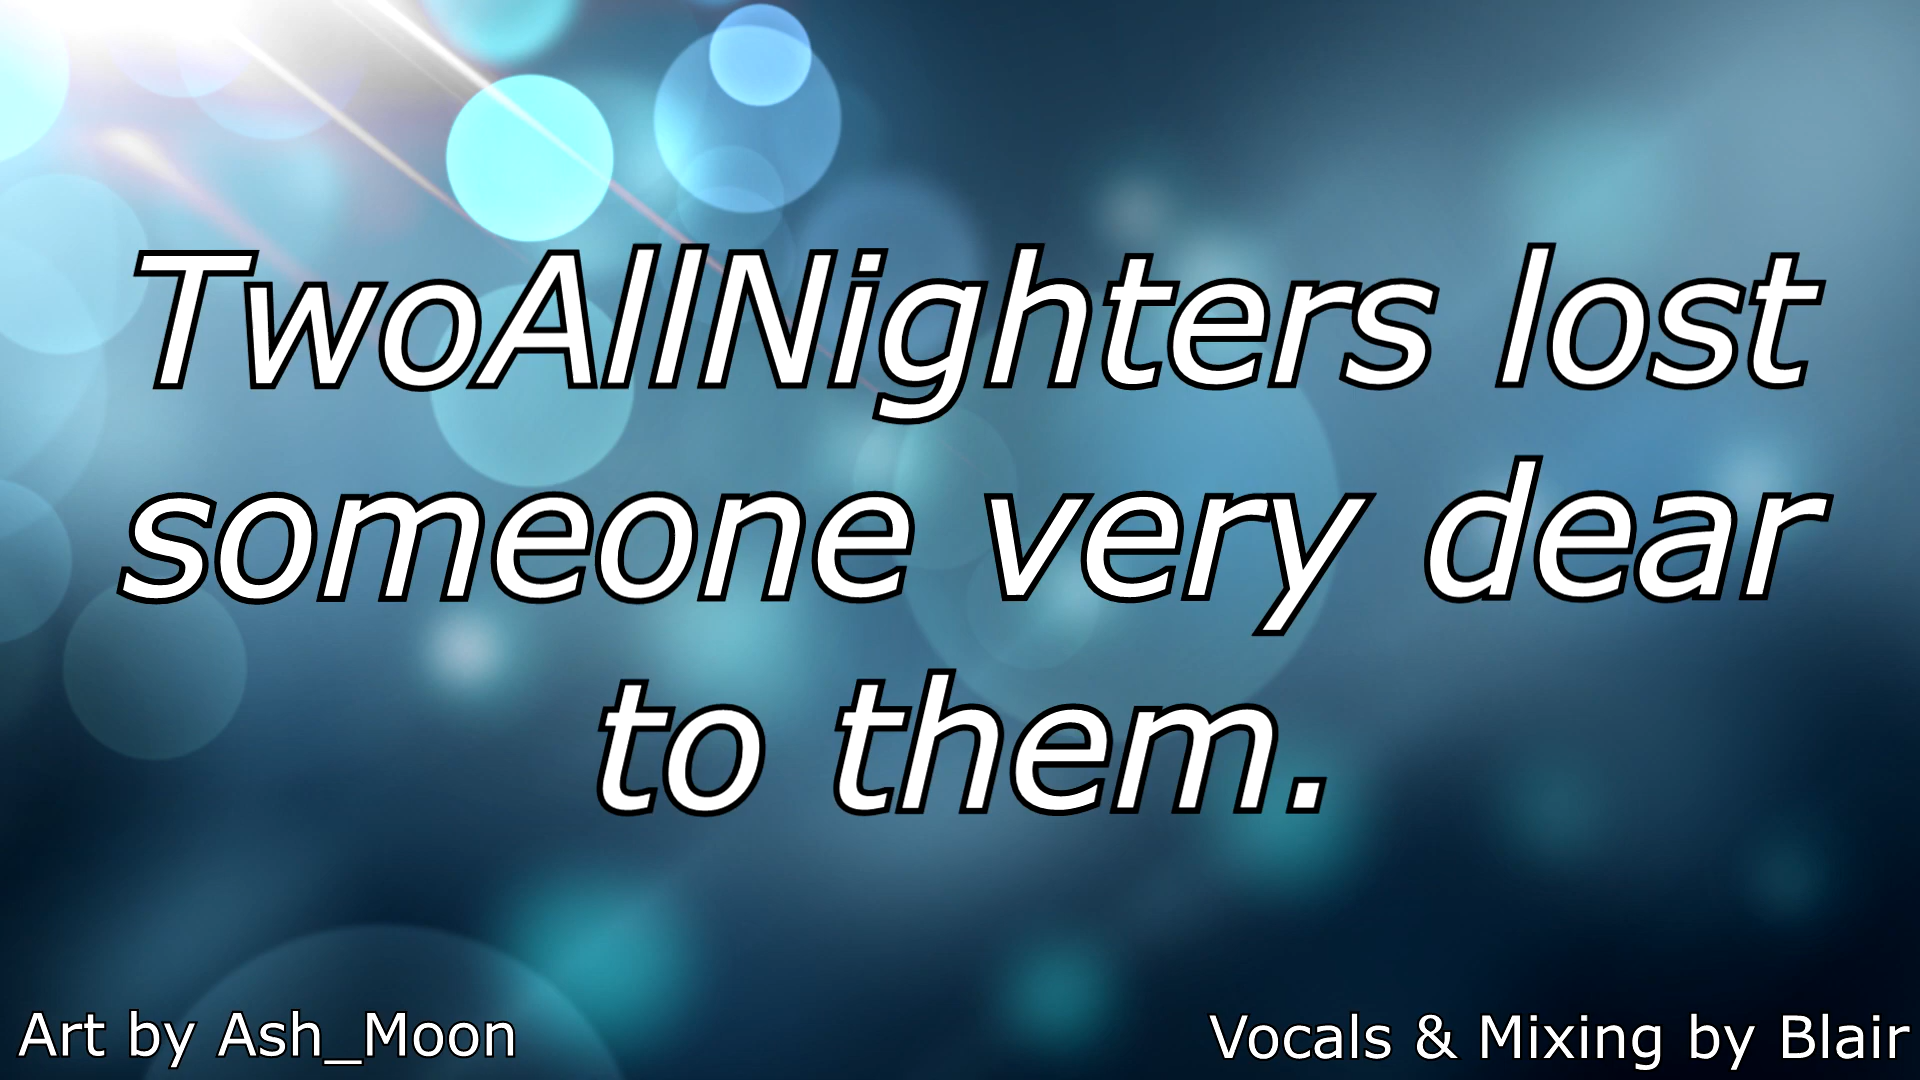 TwoAllNighters lost
someone very dear
to them.
Art by Ash_Moon
Vocals & Mixing by Blair